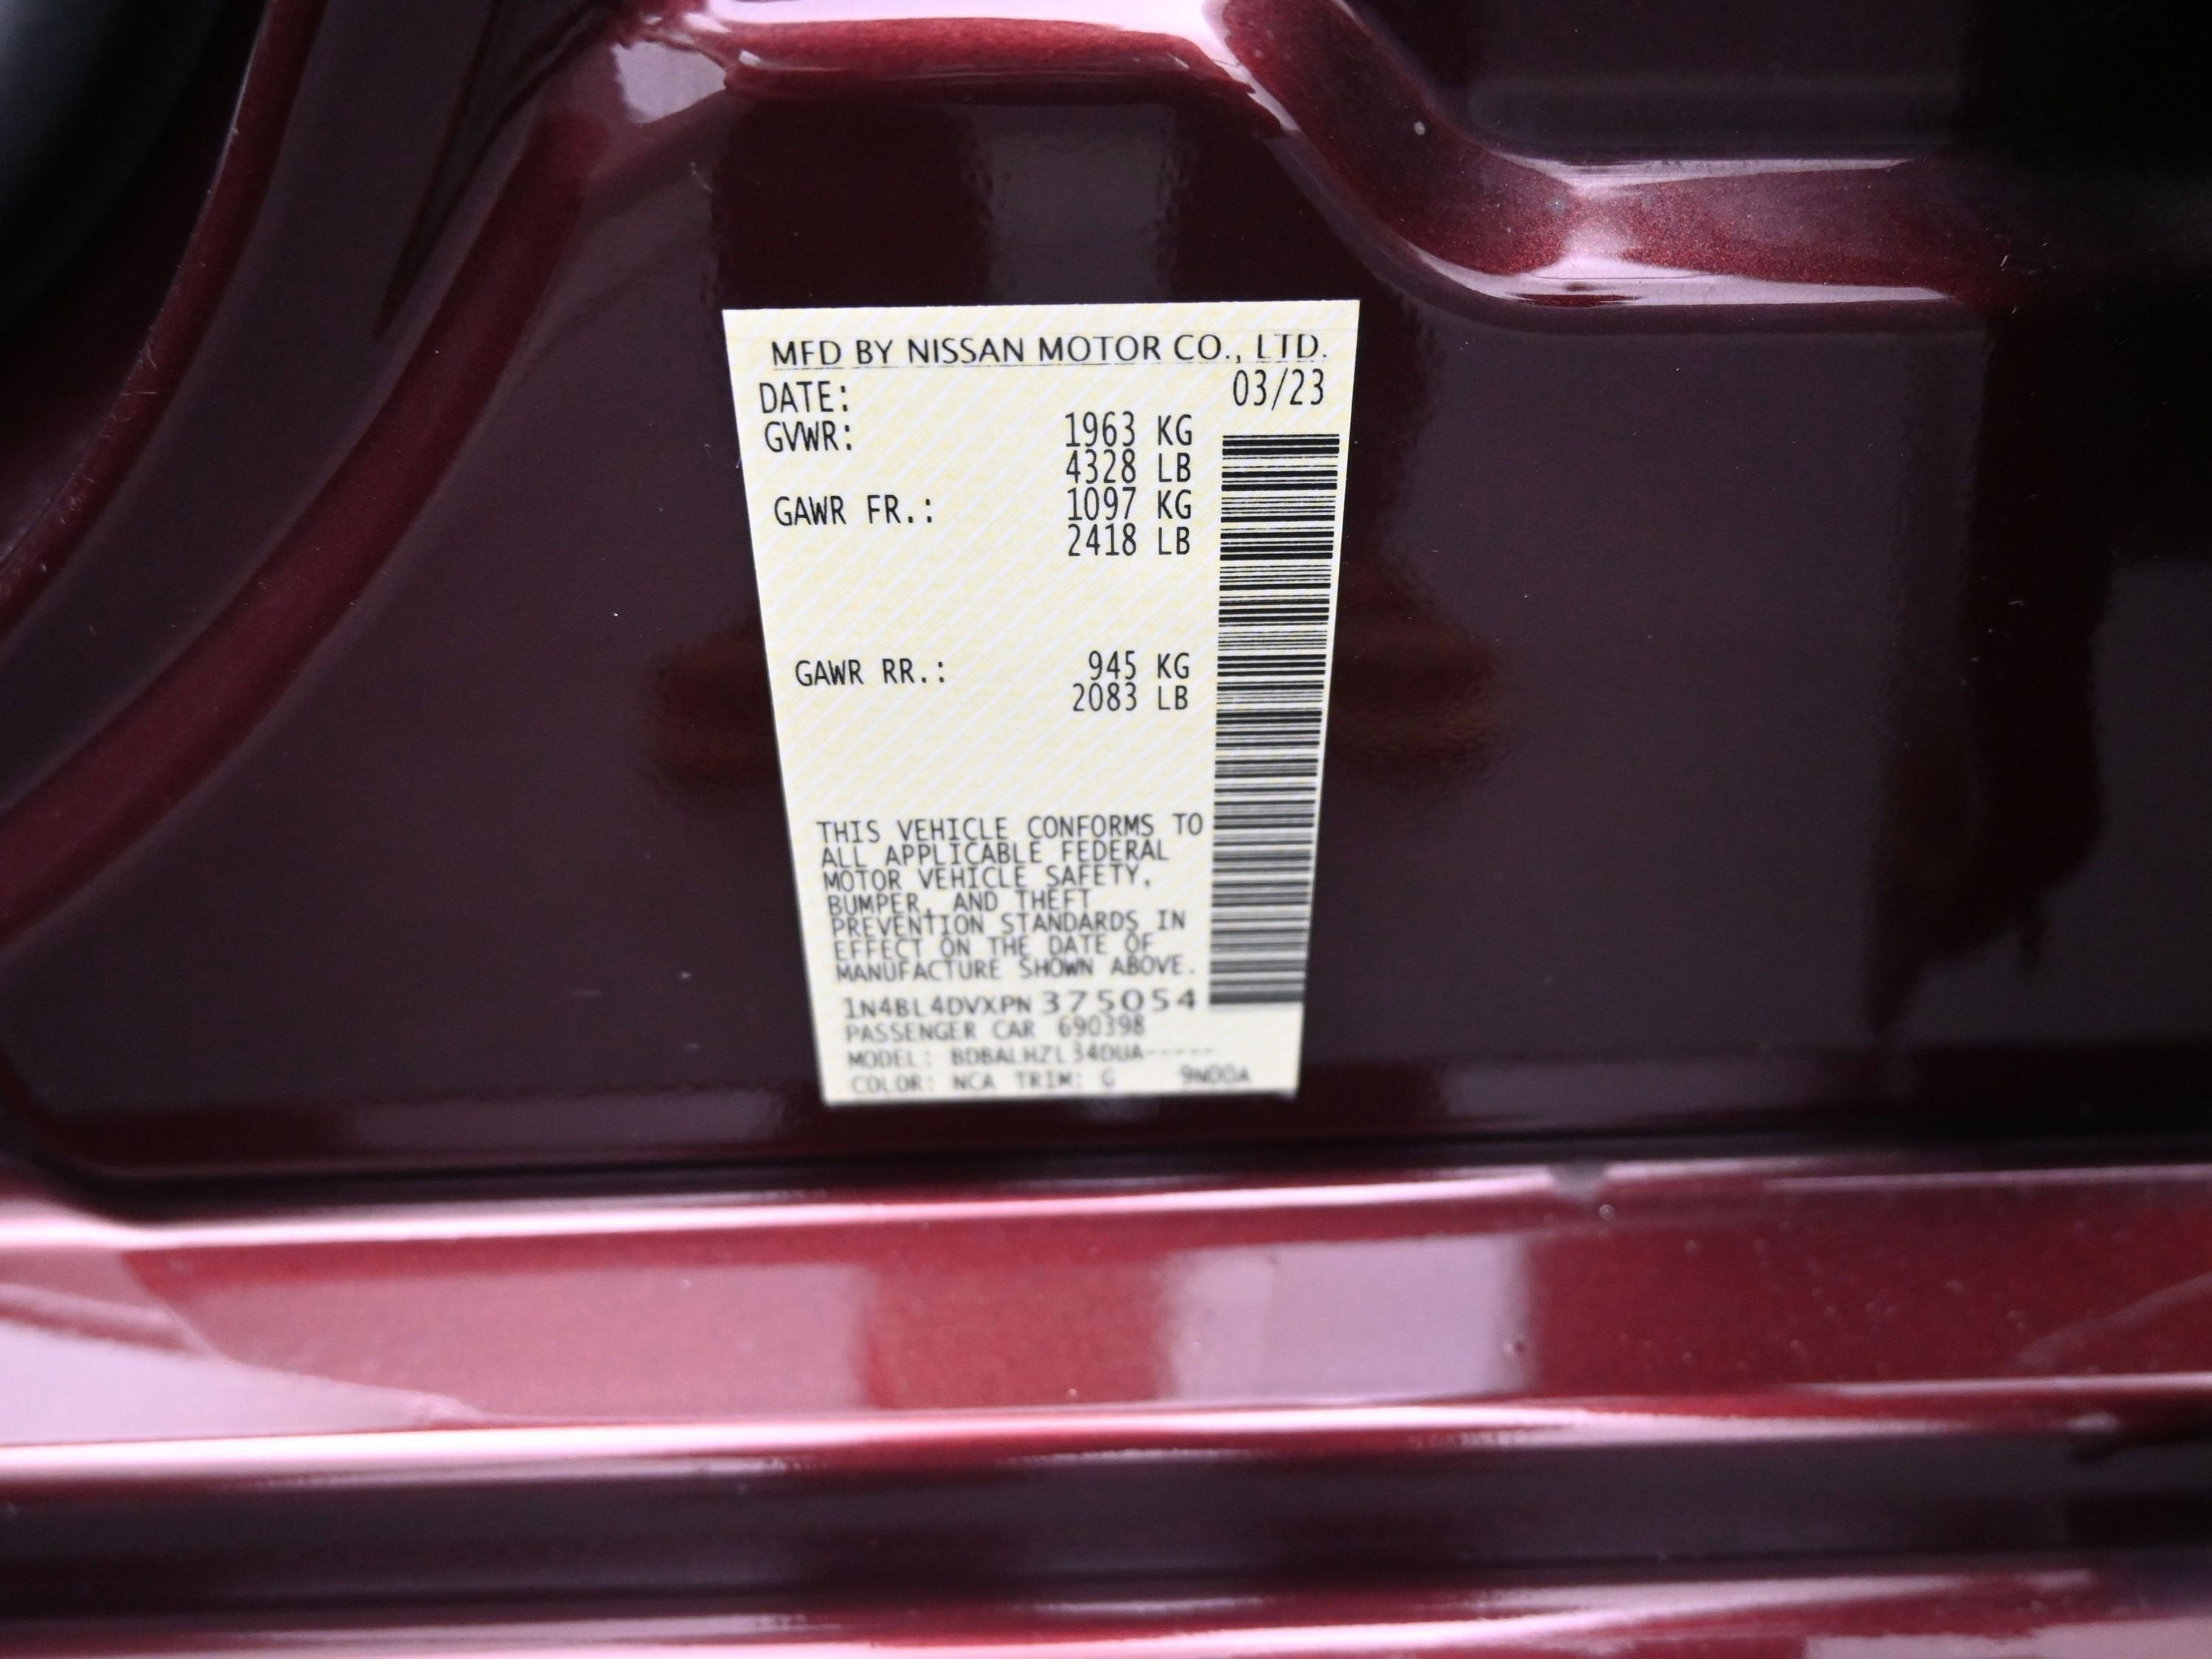 MFD BY NISSAN MOTOR CO., LTD.
DATE: 03/23
GVWR: 1963 KG
4328 LB
GAWR FR.: 1097 KG
2418 LB
GAWR RR.: 945 KG
2083 LB
THIS VEHICLE CONFORMS TO
ALL APPLICABLE FEDERAL
MOTOR VEHICLE SAFETY,
BUMPER, AND THEFT
PREVENTION STANDARDS IN
EFFECT ON THE DATE OF
MANUFACTURE SHOWN ABOVE.
1N4BL4DVXPN375054
PASSENGER CAR 690398
MODEL: BDBALHZL34DUA-----
COLOR: NCA TRIM: G 9N00A